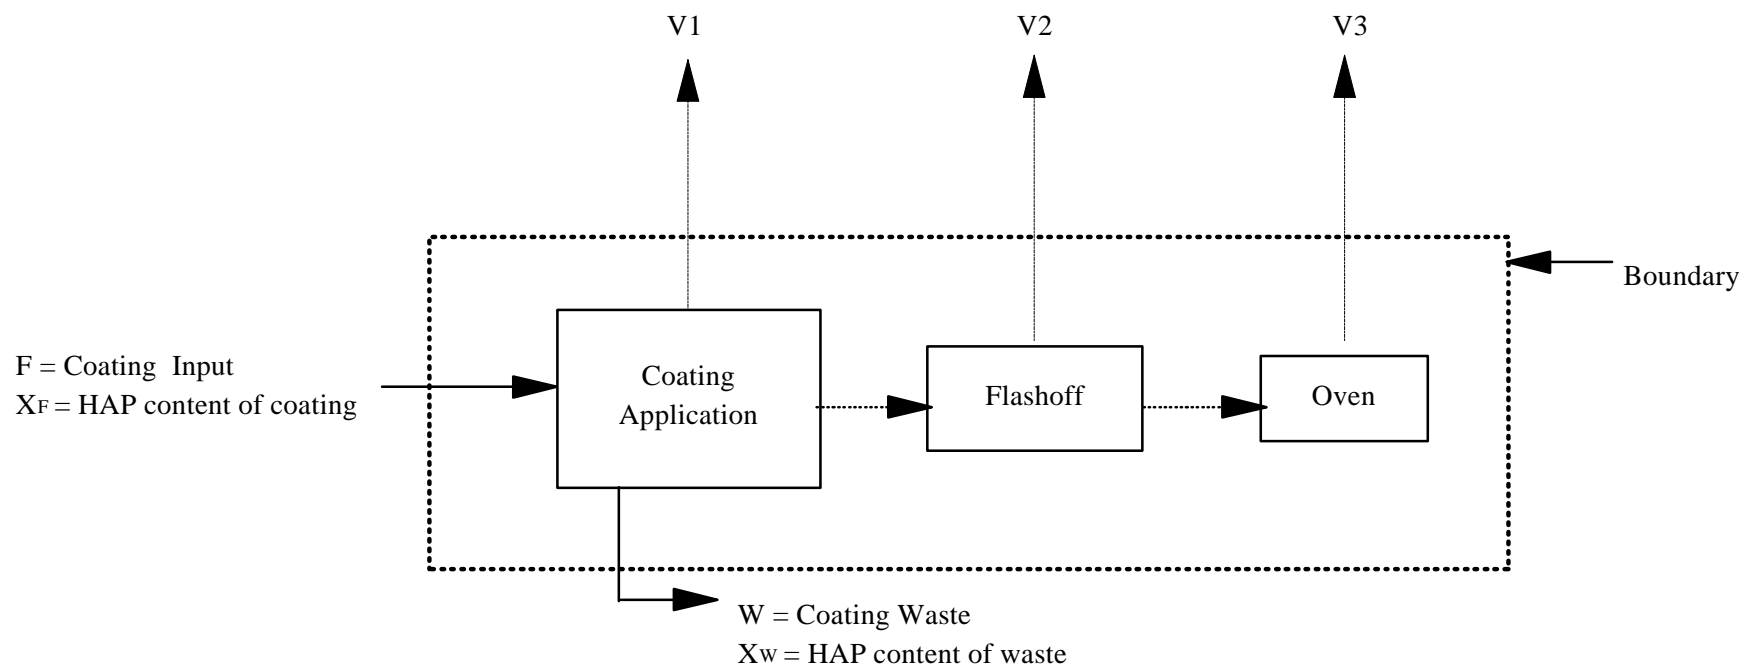 V1
V2
V3
Boundary
F = Coating Input
XF = HAP content of coating
Coating
Application
Flashoff
Oven
W = Coating Waste
XW = HAP content of waste